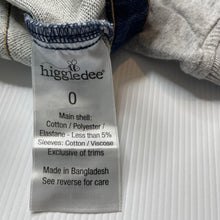 higgledee
0
Main shell:
Cotton / Polyester /
Elastane - Less than 5%
Sleeves: Cotton / Viscose
Exclusive of trims
Made in Bangladesh
See reverse for care